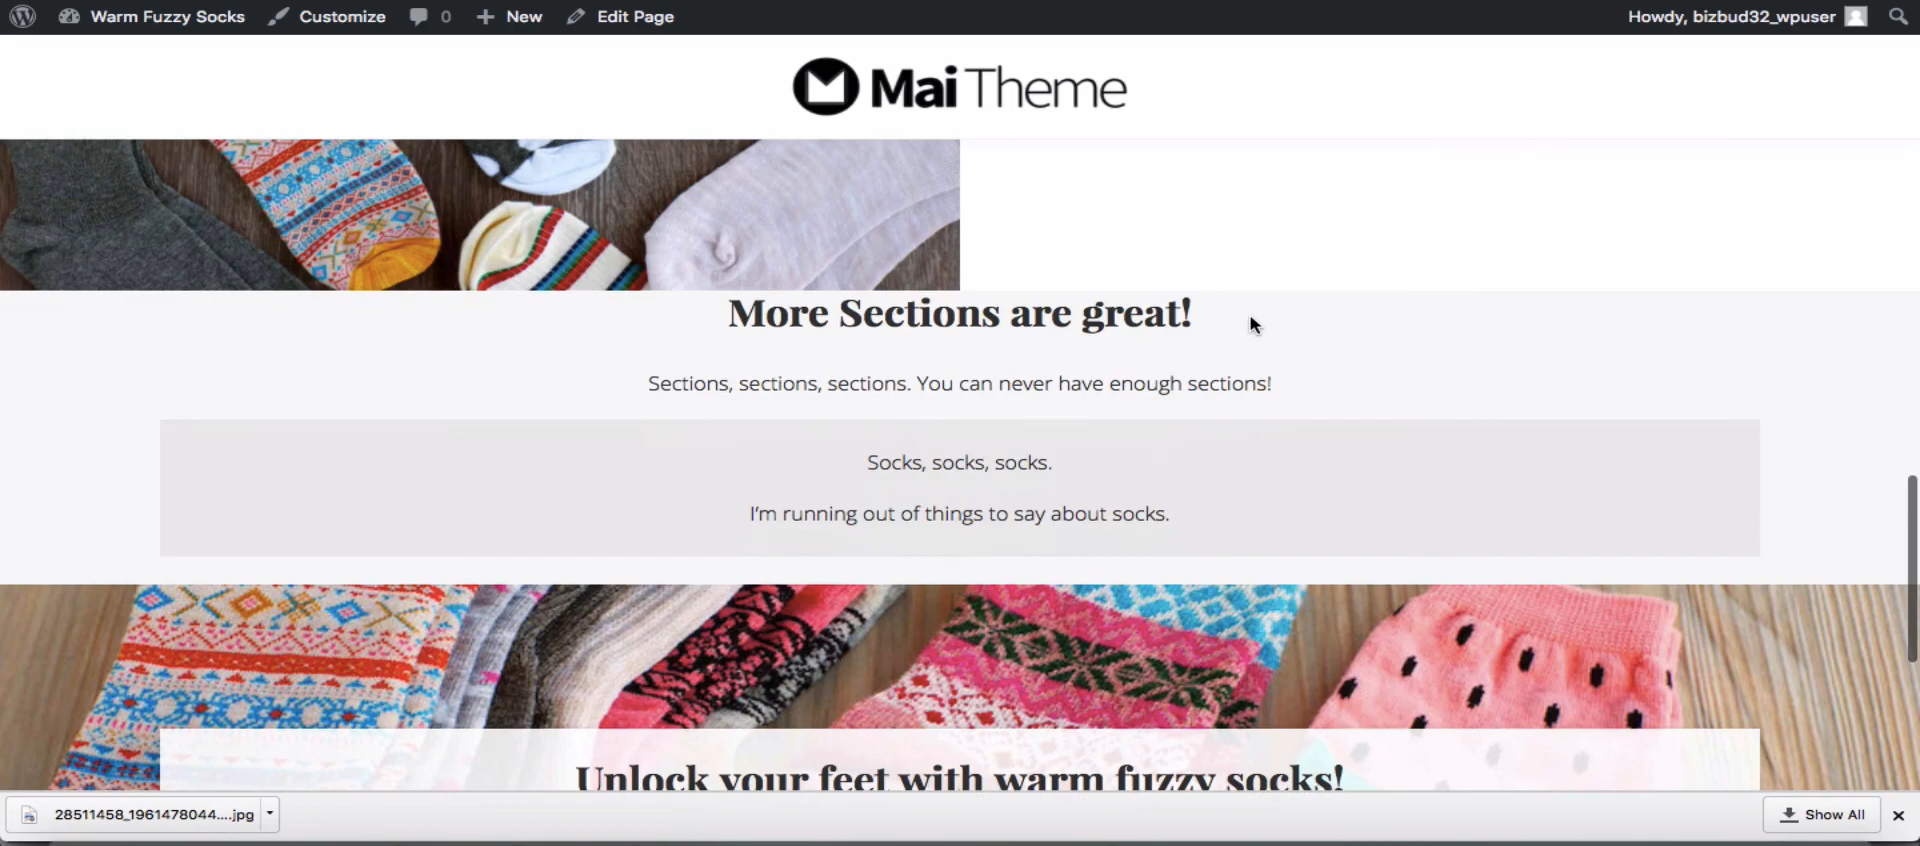 Warm Fuzzy Socks Customize 0 New Edit Page Howdy, bizbud32_wpuser
Mai Theme
More Sections are great!
Sections, sections, sections. You can never have enough sections!
Socks, socks, socks.
I'm running out of things to say about socks.
Unlock your feet with warm fuzzy socks!
28511458_1961478044....jpg Show All